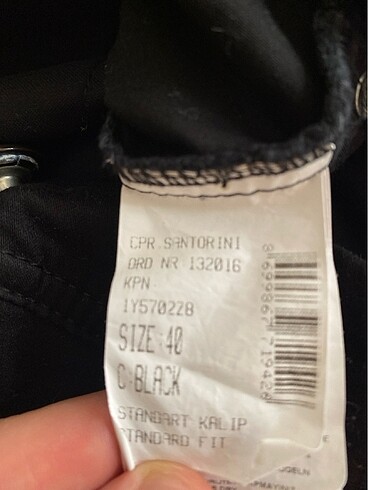 CPR.SANTORINI
ORD NR 132016
KPN
1Y570228
SIZE:40
C:BLACK
STANDART KALIP
STANDARD FIT